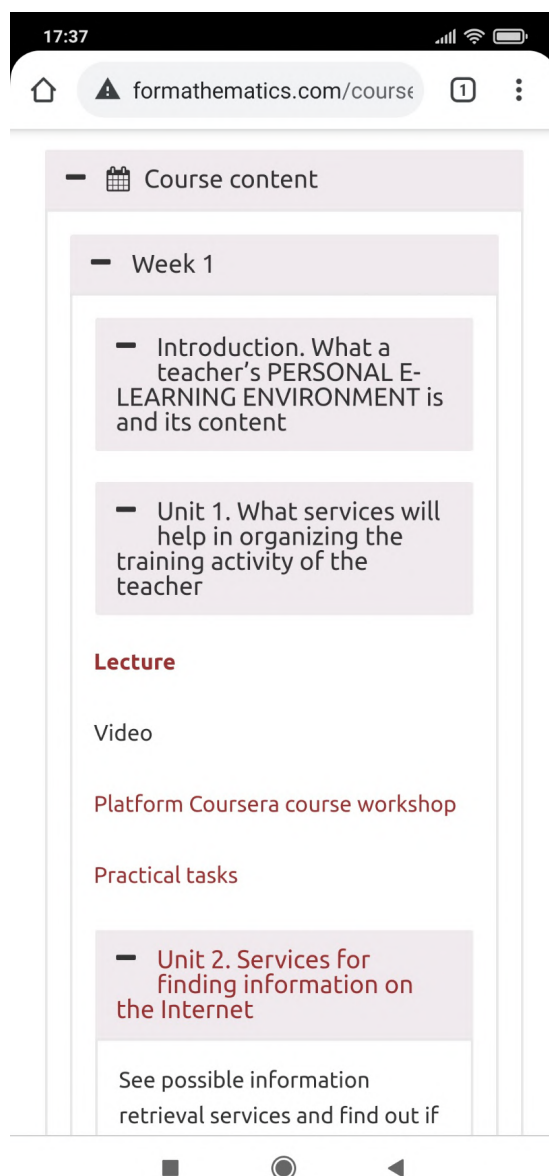 17:37
formathematics.com/course
1
Course content
Week 1
Introduction. What a
teacher's PERSONAL E-
LEARNING ENVIRONMENT is
and its content
Unit 1. What services will
help in organizing the
training activity of the
teacher
Lecture
Video
Platform Coursera course workshop
Practical tasks
Unit 2. Services for
finding information on
the Internet
See possible information
retrieval services and find out if